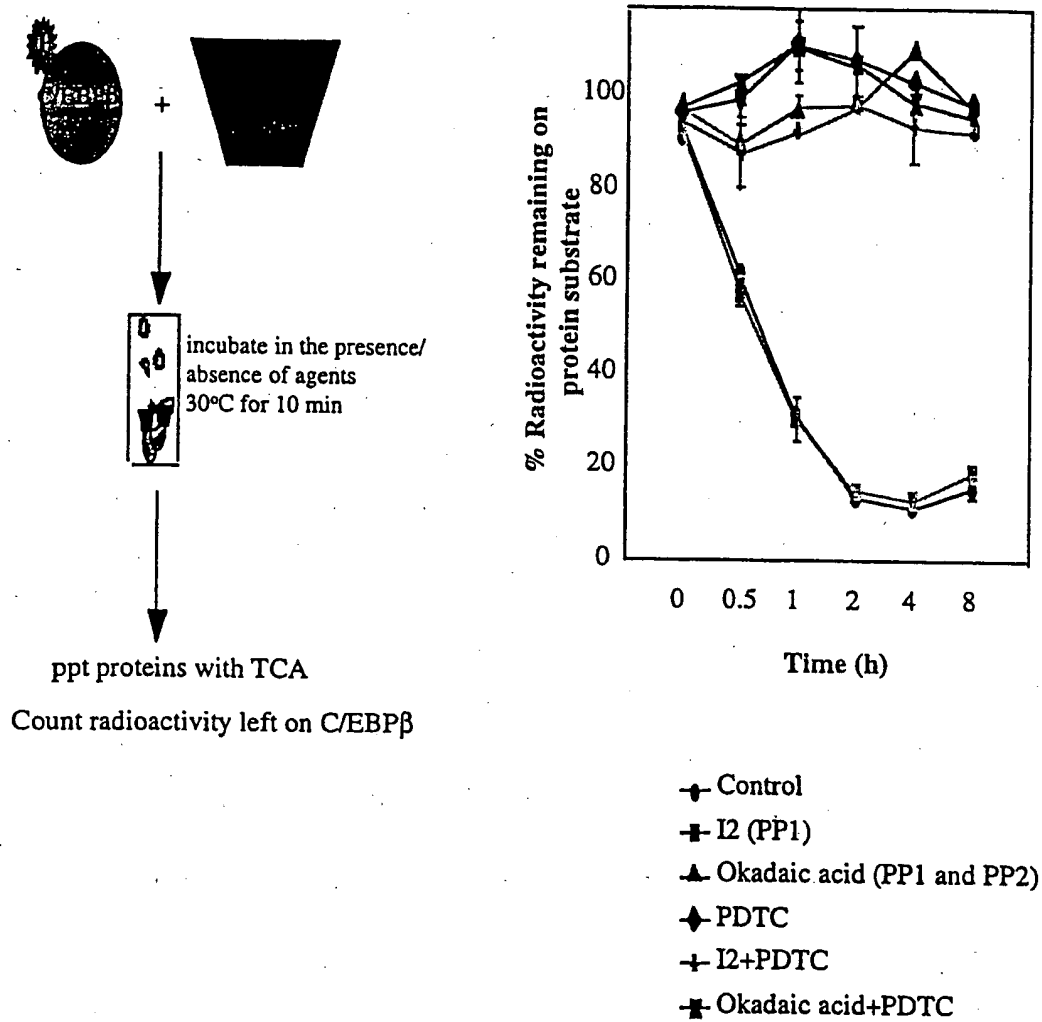 C/EBPβ
+
incubate in the presence/
absence of agents
30ºC for 10 min
ppt proteins with TCA
Count radioactivity left on C/EBPβ
% Radioactivity remaining on
protein substrate
100
80
60
40
20
0
0 0.5 1 2 4 8
Time (h)
Control
I2 (PP1)
Okadaic acid (PP1 and PP2)
PDTC
I2+PDTC
Okadaic acid+PDTC